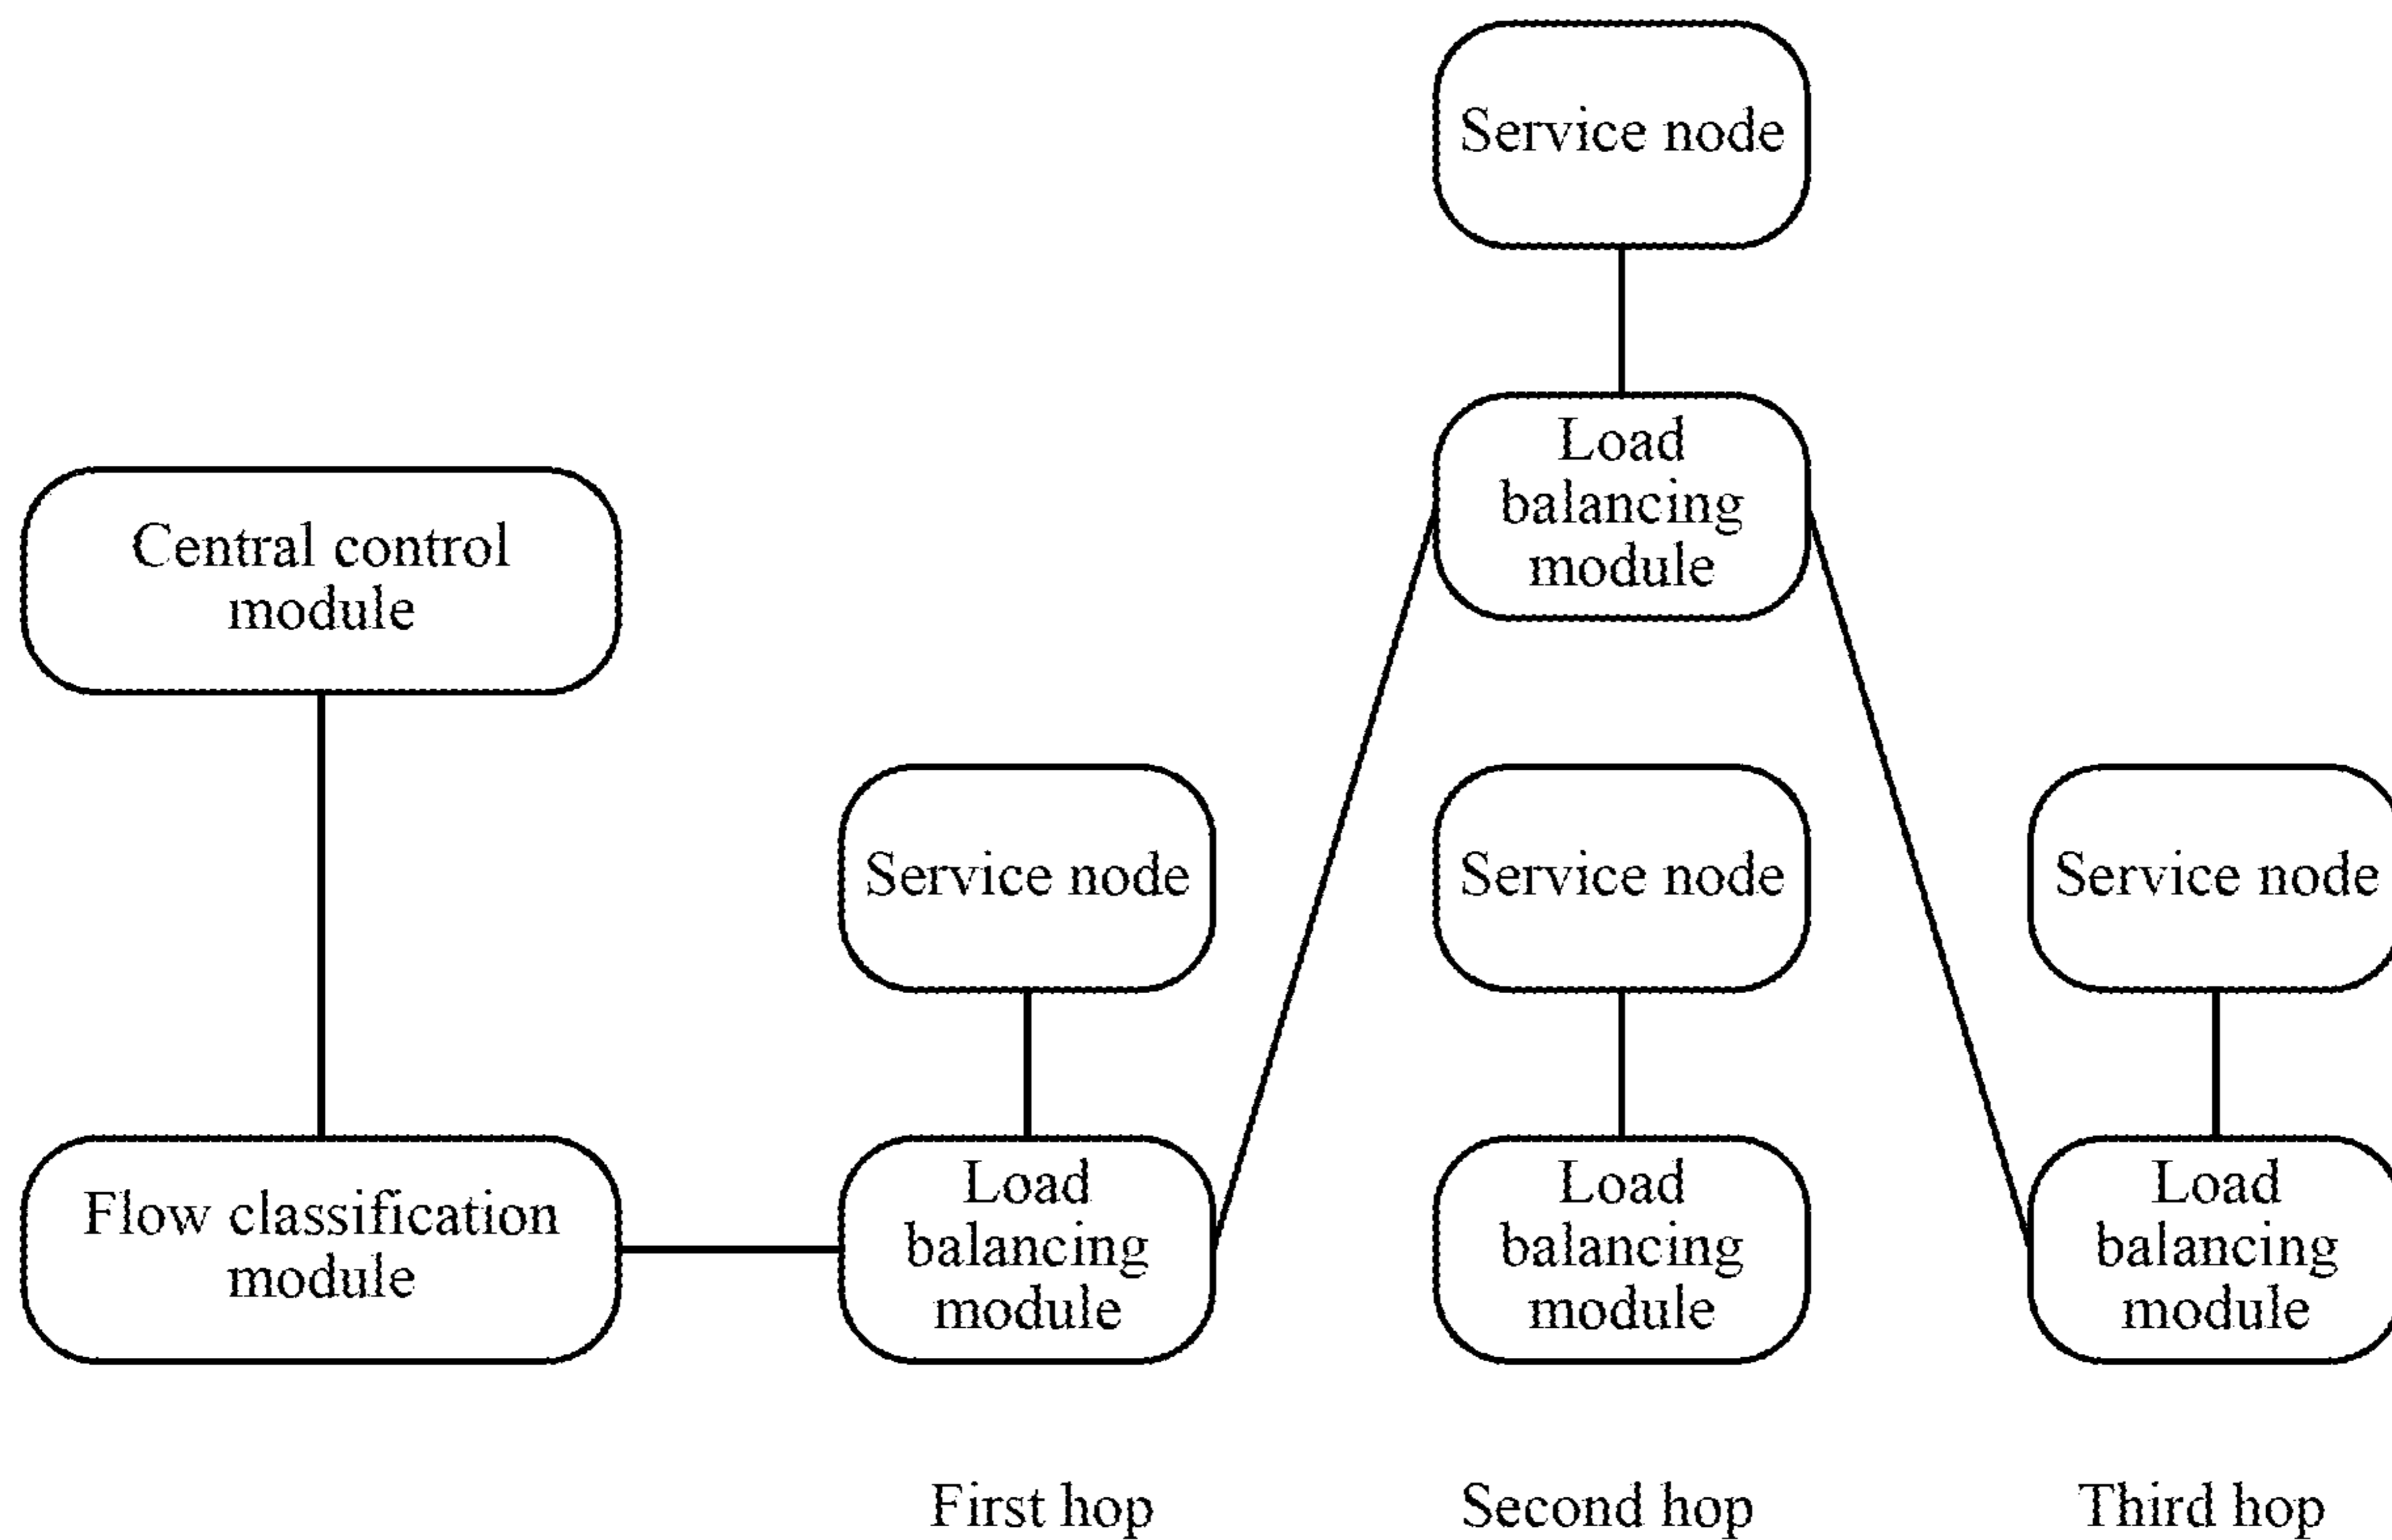 Service node
Load
balancing
module
Central control
module
Service node
Service node
Service node
Flow classification
module
Load
balancing
module
Load
balancing
module
Load
balancing
module
First hop
Second hop
Third hop